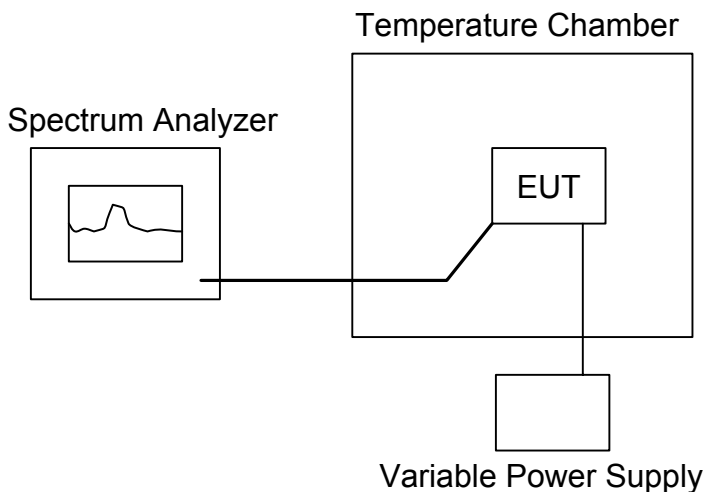 Temperature Chamber
Spectrum Analyzer
EUT
Variable Power Supply